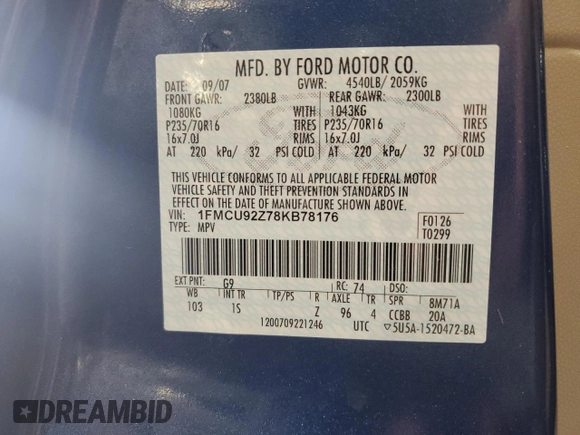 MFD. BY FORD MOTOR CO.
DATE: 09/07 GVWR: 4540LB/ 2059KG
FRONT GAWR: 2380LB REAR GAWR: 2300LB
1080KG WITH 1043KG WITH
P235/70R16 TIRES P235/70R16 TIRES
16x7.0J RIMS 16x7.0J RIMS
AT 220 kPa/ 32 PSI COLD AT 220 kPa/ 32 PSI COLD
THIS VEHICLE CONFORMS TO ALL APPLICABLE FEDERAL MOTOR
VEHICLE SAFETY AND THEFT PREVENTION STANDARDS IN
EFFECT ON THE DATE OF MANUFACTURE SHOWN ABOVE.
VIN: 1FMCU92Z78KB78176 F0126
TYPE: MPV T0299
EXT PNT: G9 RC: 74 DSO:
WB INT TR TP/PS R AXLE TR SPR 8M71A
103 1S Z 96 4 CCBB 20A
1200709221246 UTC ▽5U5A-1520472-BA
DREAMBID